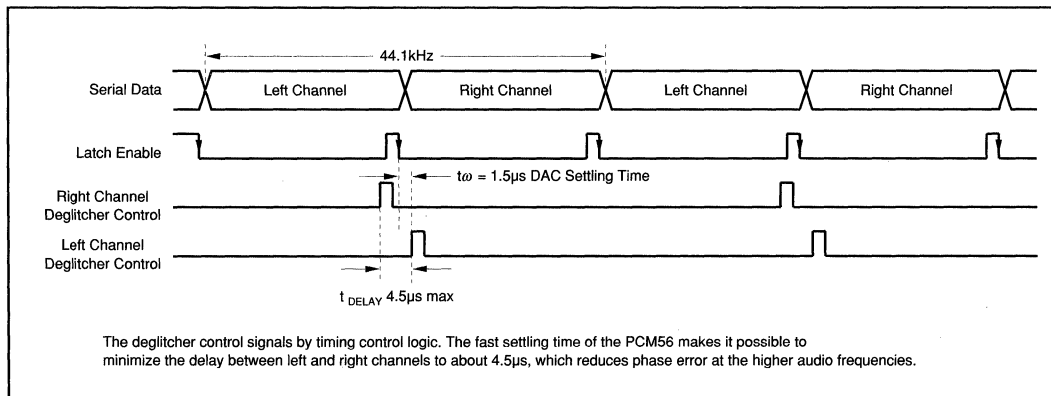 44.1kHz
Serial Data
Left Channel
Right Channel
Left Channel
Right Channel
Latch Enable
tω = 1.5µs DAC Settling Time
Right Channel
Deglitcher Control
Left Channel
Deglitcher Control
t DELAY 4.5µs max
The deglitcher control signals by timing control logic. The fast settling time of the PCM56 makes it possible to
minimize the delay between left and right channels to about 4.5µs, which reduces phase error at the higher audio frequencies.